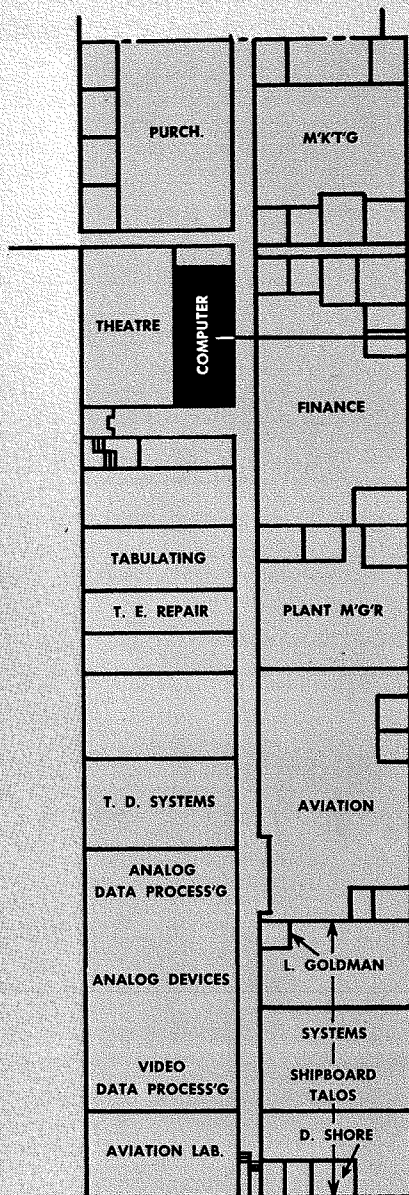 PURCH.
M'K'T'G
THEATRE
COMPUTER
FINANCE
TABULATING
T. E. REPAIR
PLANT M'G'R
T. D. SYSTEMS
AVIATION
ANALOG
DATA PROCESS'G
L. GOLDMAN
ANALOG DEVICES
SYSTEMS
SHIPBOARD
TALOS
VIDEO
DATA PROCESS'G
D. SHORE
AVIATION LAB.